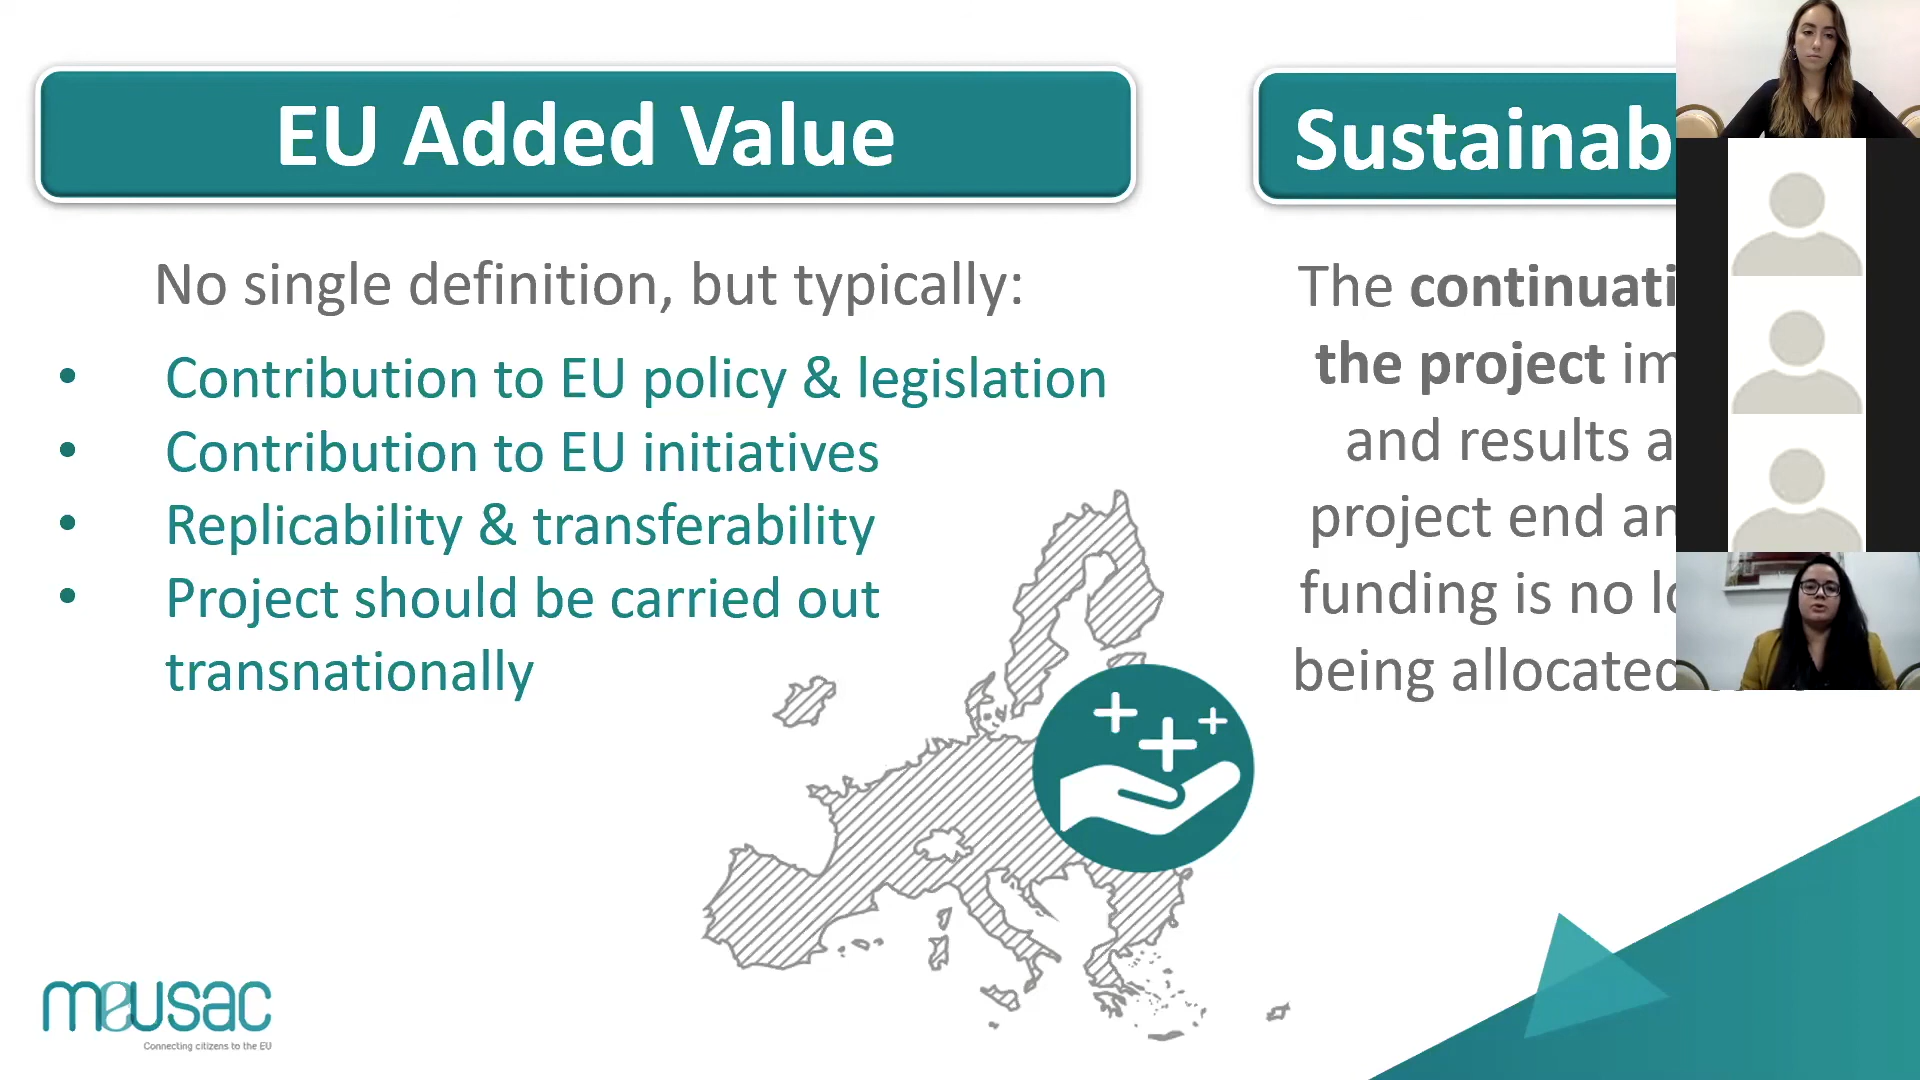 EU Added Value
No single definition, but typically:
• Contribution to EU policy & legislation
• Contribution to EU initiatives
• Replicability & transferability
• Project should be carried out
transnationally
Sustainab
The continuati
the project im
and results a
project end an
funding is no lo
being allocated
meusac
Connecting citizens to the EU